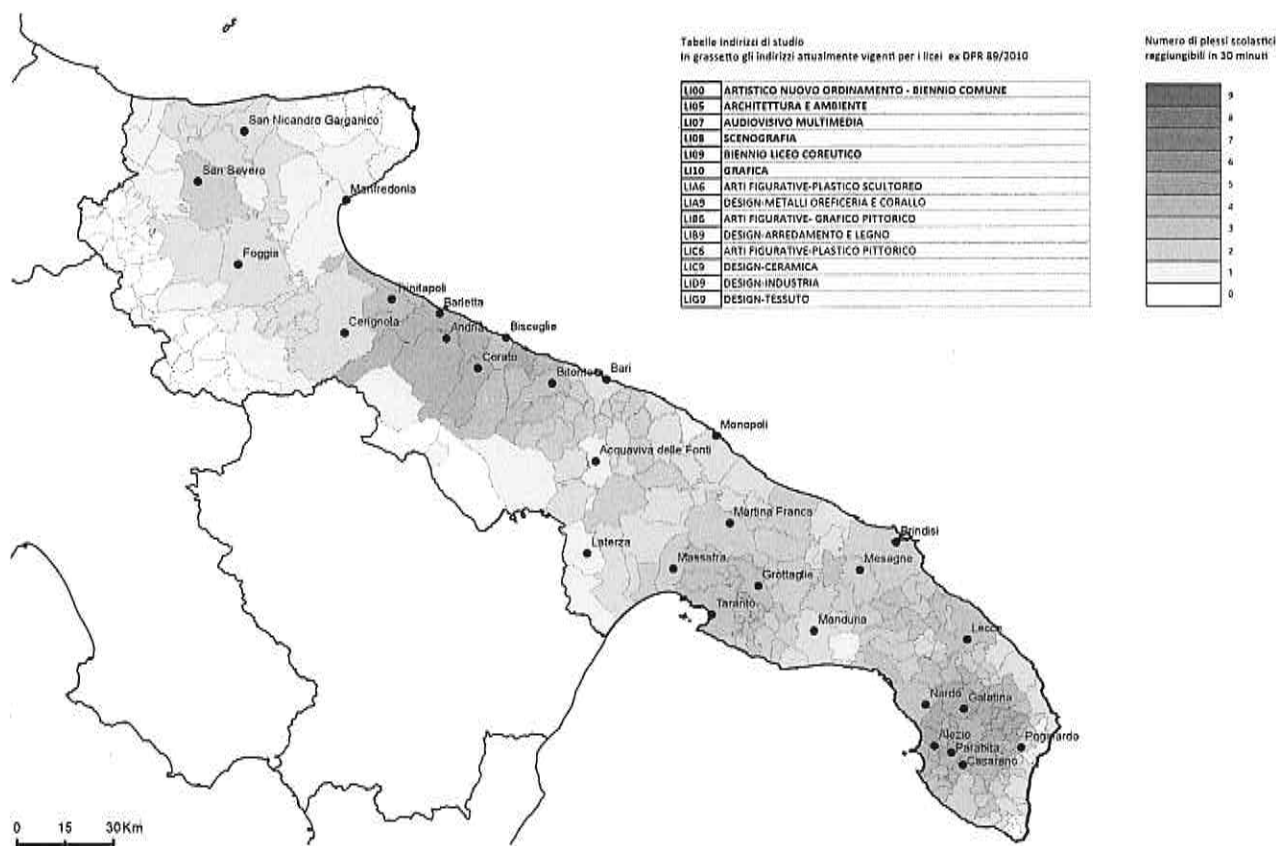 Tabelle indirizzi di studio
In grassetto gli indirizzi attualmente vigenti per i licei ex DPR 89/2010
LI00 ARTISTICO NUOVO ORDINAMENTO - BIENNIO COMUNE
LI05 ARCHITETTURA E AMBIENTE
LI07 AUDIOVISIVO MULTIMEDIA
LI08 SCENOGRAFIA
LI09 BIENNIO LICEO COREUTICO
LI10 GRAFICA
LIA6 ARTI FIGURATIVE-PLASTICO SCULTOREO
LIA9 DESIGN-METALLI OREFICERIA E CORALLO
LIB6 ARTI FIGURATIVE- GRAFICO PITTORICO
LIB9 DESIGN-ARREDAMENTO E LEGNO
LIC6 ARTI FIGURATIVE-PLASTICO PITTORICO
LIC9 DESIGN-CERAMICA
LID9 DESIGN-INDUSTRIA
LIG9 DESIGN-TESSUTO
Numero di plessi scolastici
raggiungibili in 30 minuti
9
8
7
6
5
4
3
2
1
0
San Nicandro Garganico
San Severo
Manfredonia
Foggia
Trinitapoli
Barletta
Cerignola
Andria
Bisceglie
Corato
Bitonto
Bari
Monopoli
Acquaviva delle Fonti
Martina Franca
Brindisi
Laterza
Massafra
Mesagne
Grottaglie
Taranto
Manduria
Lecce
Nardò
Galatina
Alezio
Parabita
Poggiardo
Casarano
0 15 30 Km